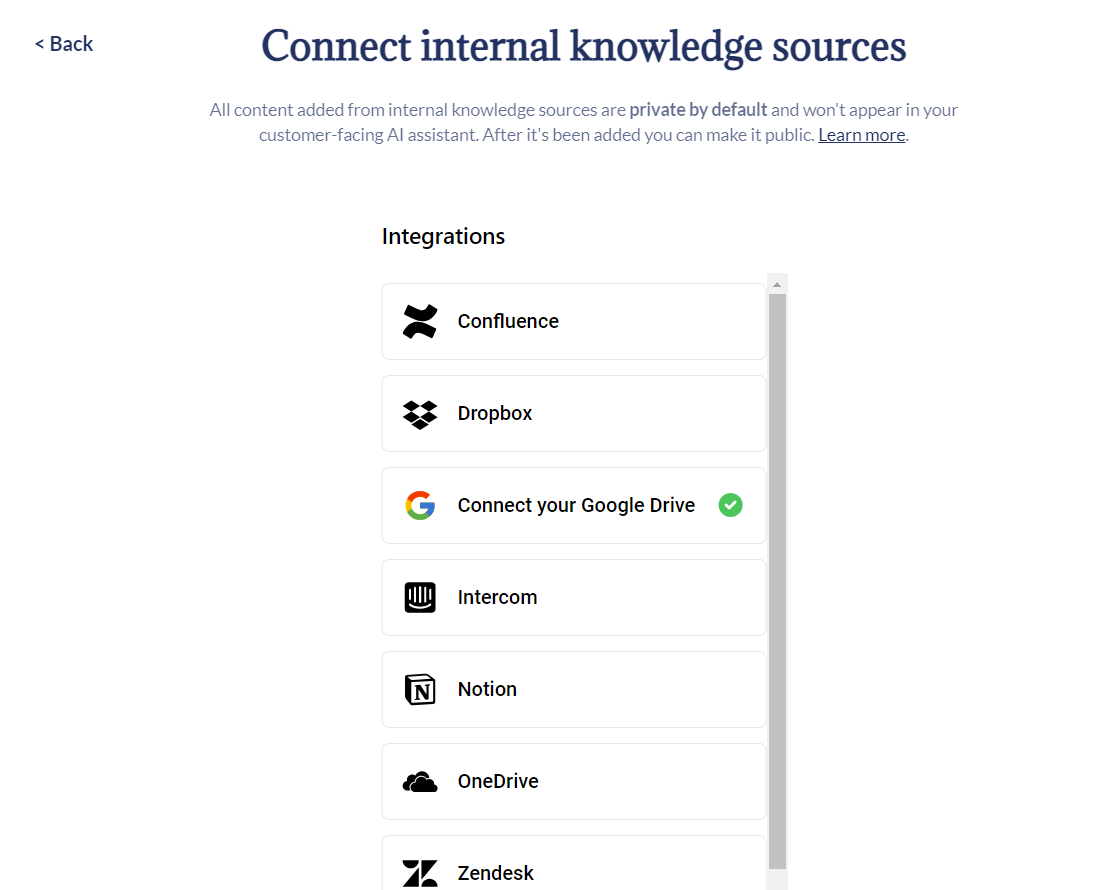 < Back
Connect internal knowledge sources
All content added from internal knowledge sources are private by default and won't appear in your
customer-facing AI assistant. After it's been added you can make it public. Learn more.
Integrations
Confluence
Dropbox
Connect your Google Drive
Intercom
N
Notion
OneDrive
Zendesk